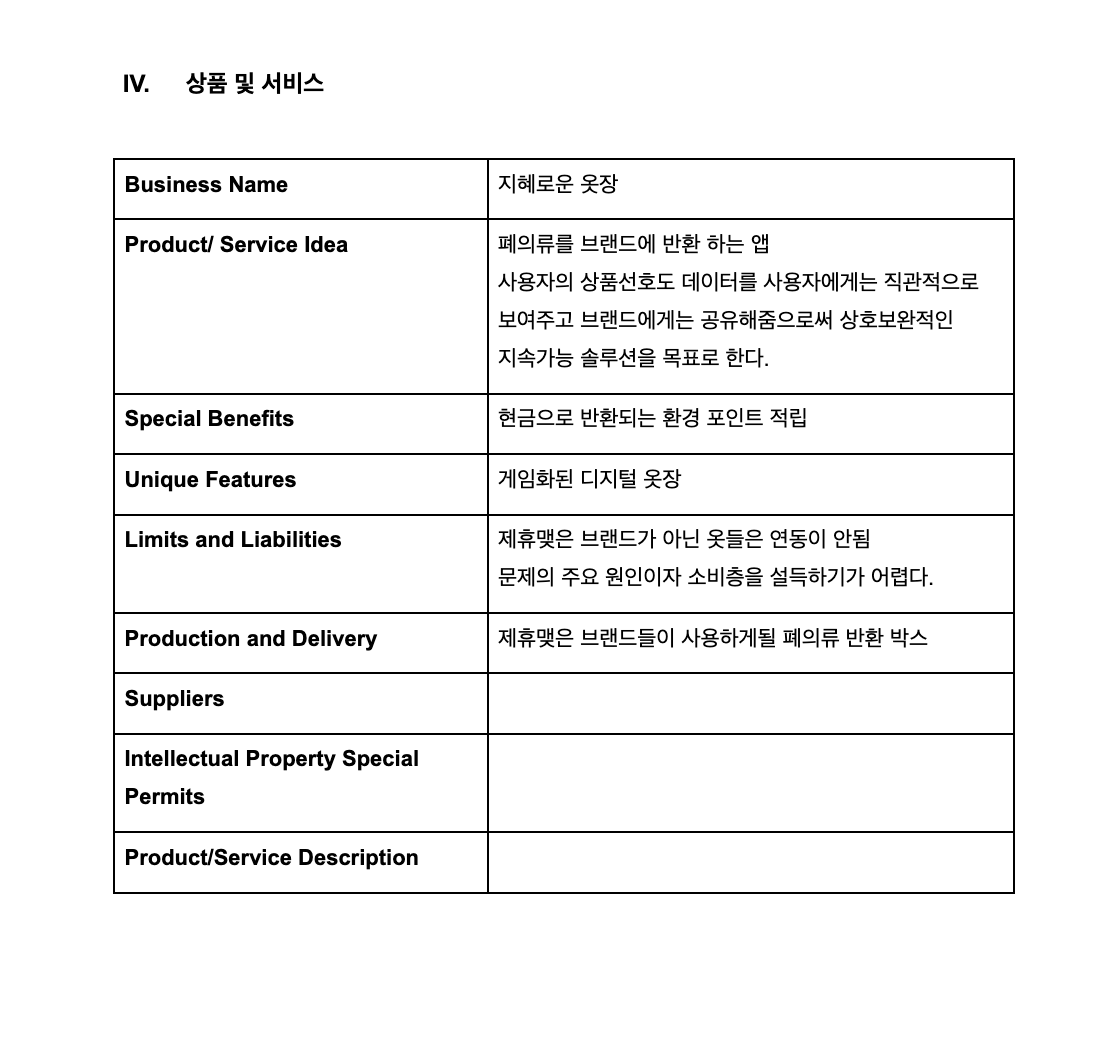 IV. 상품 및 서비스
Business Name
지혜로운 옷장
Product/ Service Idea
폐의류를 브랜드에 반환 하는 앱
사용자의 상품선호도 데이터를 사용자에게는 직관적으로
보여주고 브랜드에게는 공유해줌으로써 상호보완적인
지속가능 솔루션을 목표로 한다.
Special Benefits
현금으로 반환되는 환경 포인트 적립
Unique Features
게임화된 디지털 옷장
Limits and Liabilities
제휴맺은 브랜드가 아닌 옷들은 연동이 안됨
문제의 주요 원인이자 소비층을 설득하기가 어렵다.
Production and Delivery
제휴맺은 브랜드들이 사용하게될 폐의류 반환 박스
Suppliers
Intellectual Property Special
Permits
Product/Service Description